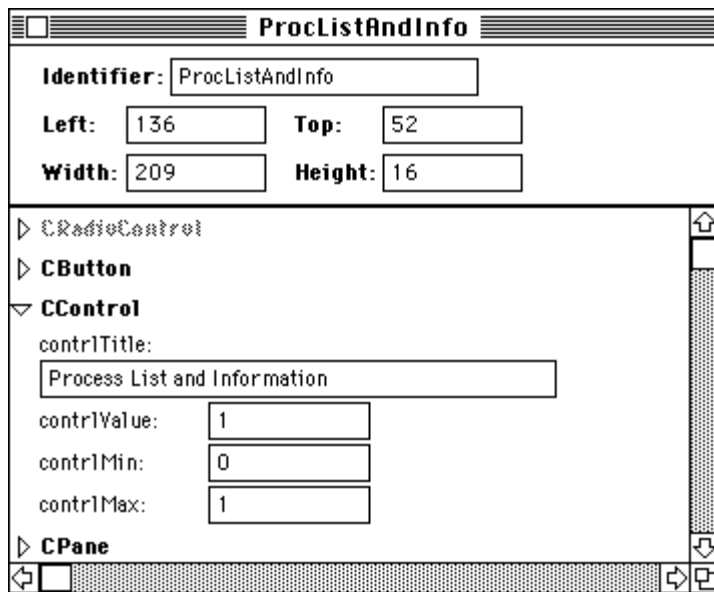 ProcListAndInfo
Identifier: ProcListAndInfo
Left: 136 Top: 52
Width: 209 Height: 16
CRadioControl
CButton
CControl
contrlTitle:
Process List and Information
contrlValue: 1
contrlMin: 0
contrlMax: 1
CPane